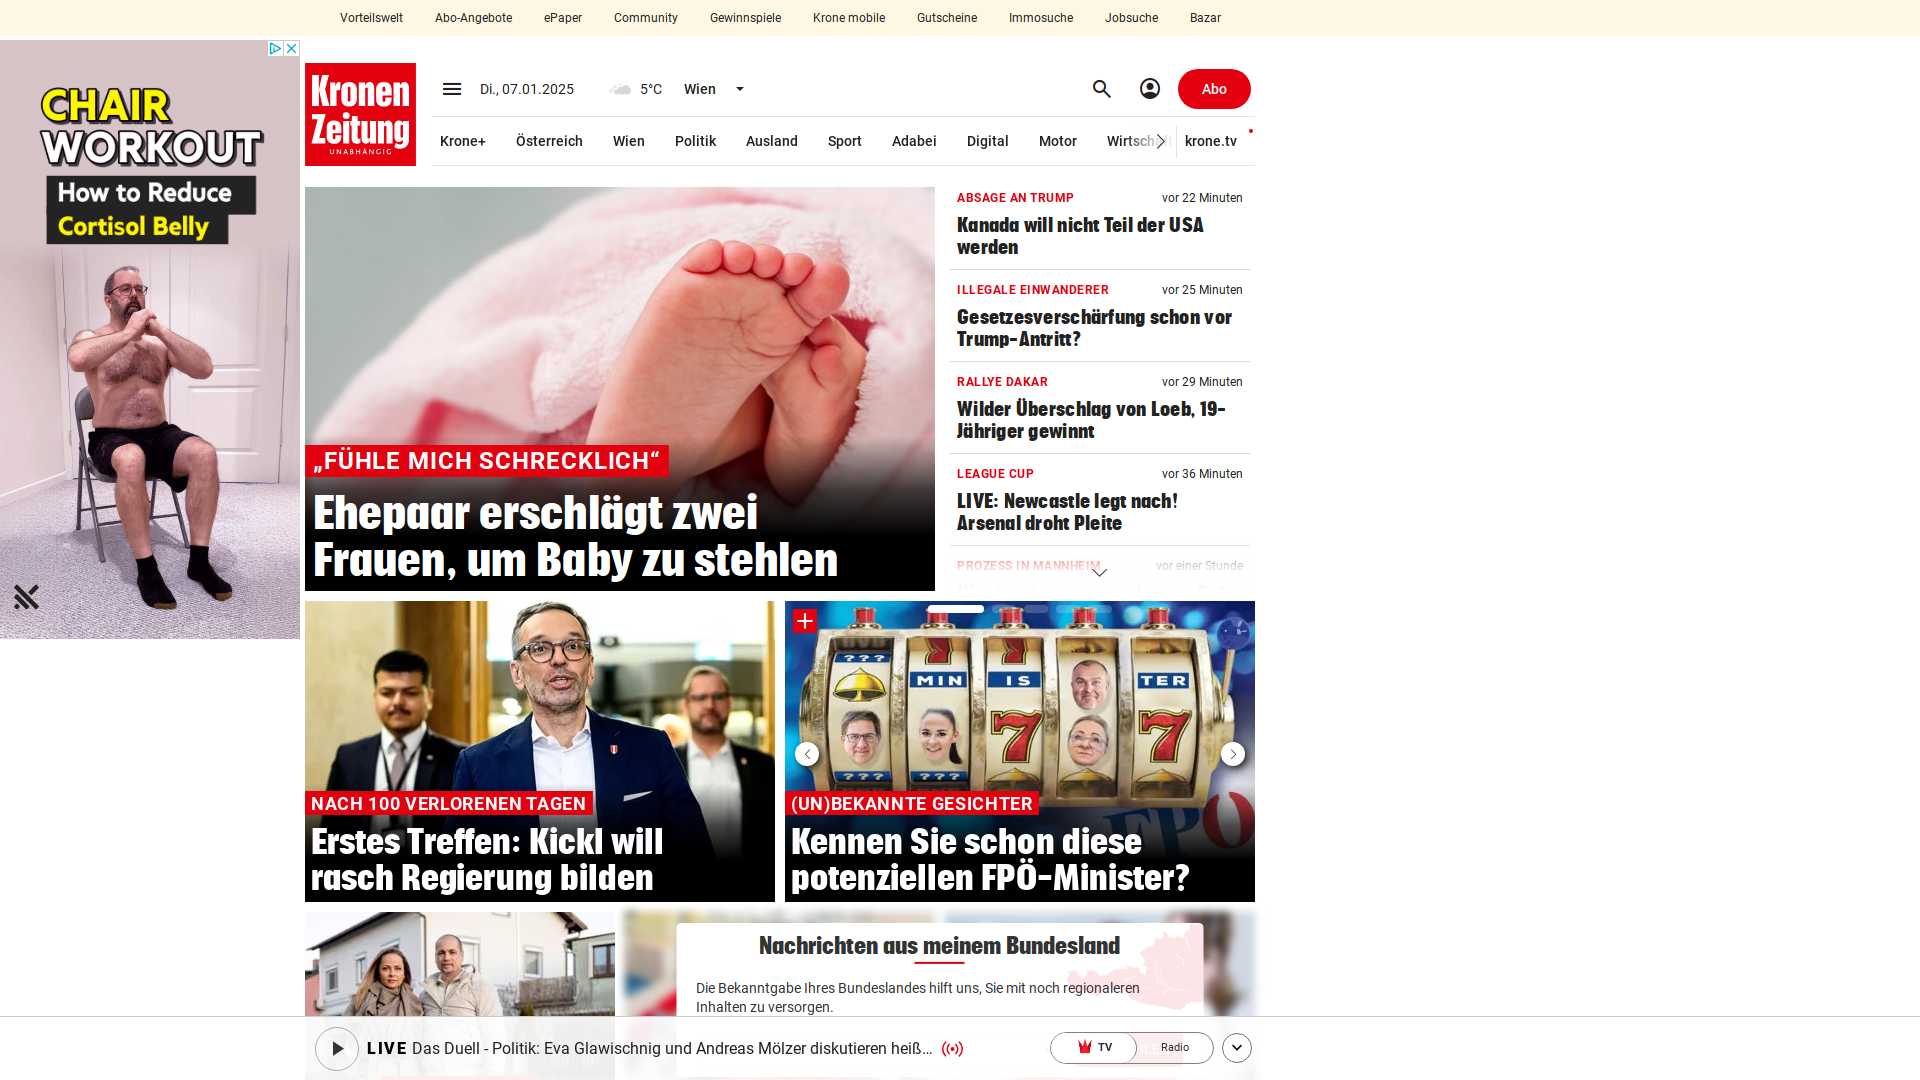 Vorteilswelt
Abo-Angebote
ePaper
Community
Gewinnspiele
Krone mobile
Gutscheine
Immosuche
Jobsuche
Bazar
CHAIR
WORKOUT
How to Reduce
Cortisol Belly
Kronen
Zeitung
UNABHÄNGIG
Di., 07.01.2025
5°C
Wien
Abo
Krone+
Österreich
Wien
Politik
Ausland
Sport
Adabei
Digital
Motor
krone.tv
„FÜHLE MICH SCHRECKLICH“
Ehepaar erschlägt zwei
Frauen, um Baby zu stehlen
ABSAGE AN TRUMP
vor 22 Minuten
Kanada will nicht Teil der USA
werden
ILLEGALE EINWANDERER
vor 25 Minuten
Gesetzesverschärfung schon vor
Trump-Antritt?
RALLYE DAKAR
vor 29 Minuten
Wilder Überschlag von Loeb, 19-
Jähriger gewinnt
LEAGUE CUP
vor 36 Minuten
LIVE: Newcastle legt nach!
Arsenal droht Pleite
PROZESS IN MANNHEIM
vor einer Stunde
NACH 100 VERLORENEN TAGEN
Erstes Treffen: Kickl will
rasch Regierung bilden
???
MIN
IS
TER
7
7
???
???
FPÖ
(UN)BEKANNTE GESICHTER
Kennen Sie schon diese
potenziellen FPÖ-Minister?
Nachrichten aus meinem Bundesland
Die Bekanntgabe Ihres Bundeslandes hilft uns, Sie mit noch regionaleren
Inhalten zu versorgen.
LIVE Das Duell - Politik: Eva Glawischnig und Andreas Mölzer diskutieren heiß...
TV
Radio